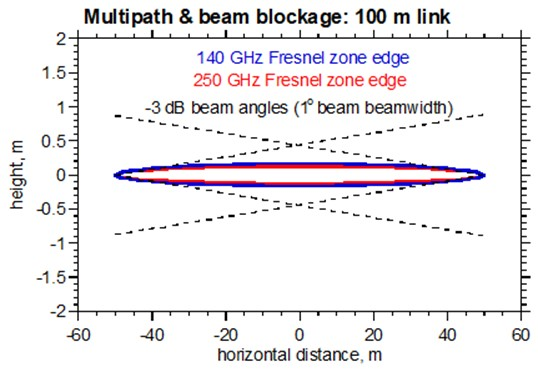 Multipath & beam blockage: 100 m link
2
1.5
1
0.5
0
-0.5
-1
-1.5
-2
height, m
140 GHz Fresnel zone edge
250 GHz Fresnel zone edge
-3 dB beam angles (1° beam beamwidth)
-60 -40 -20 0 20 40 60
horizontal distance, m